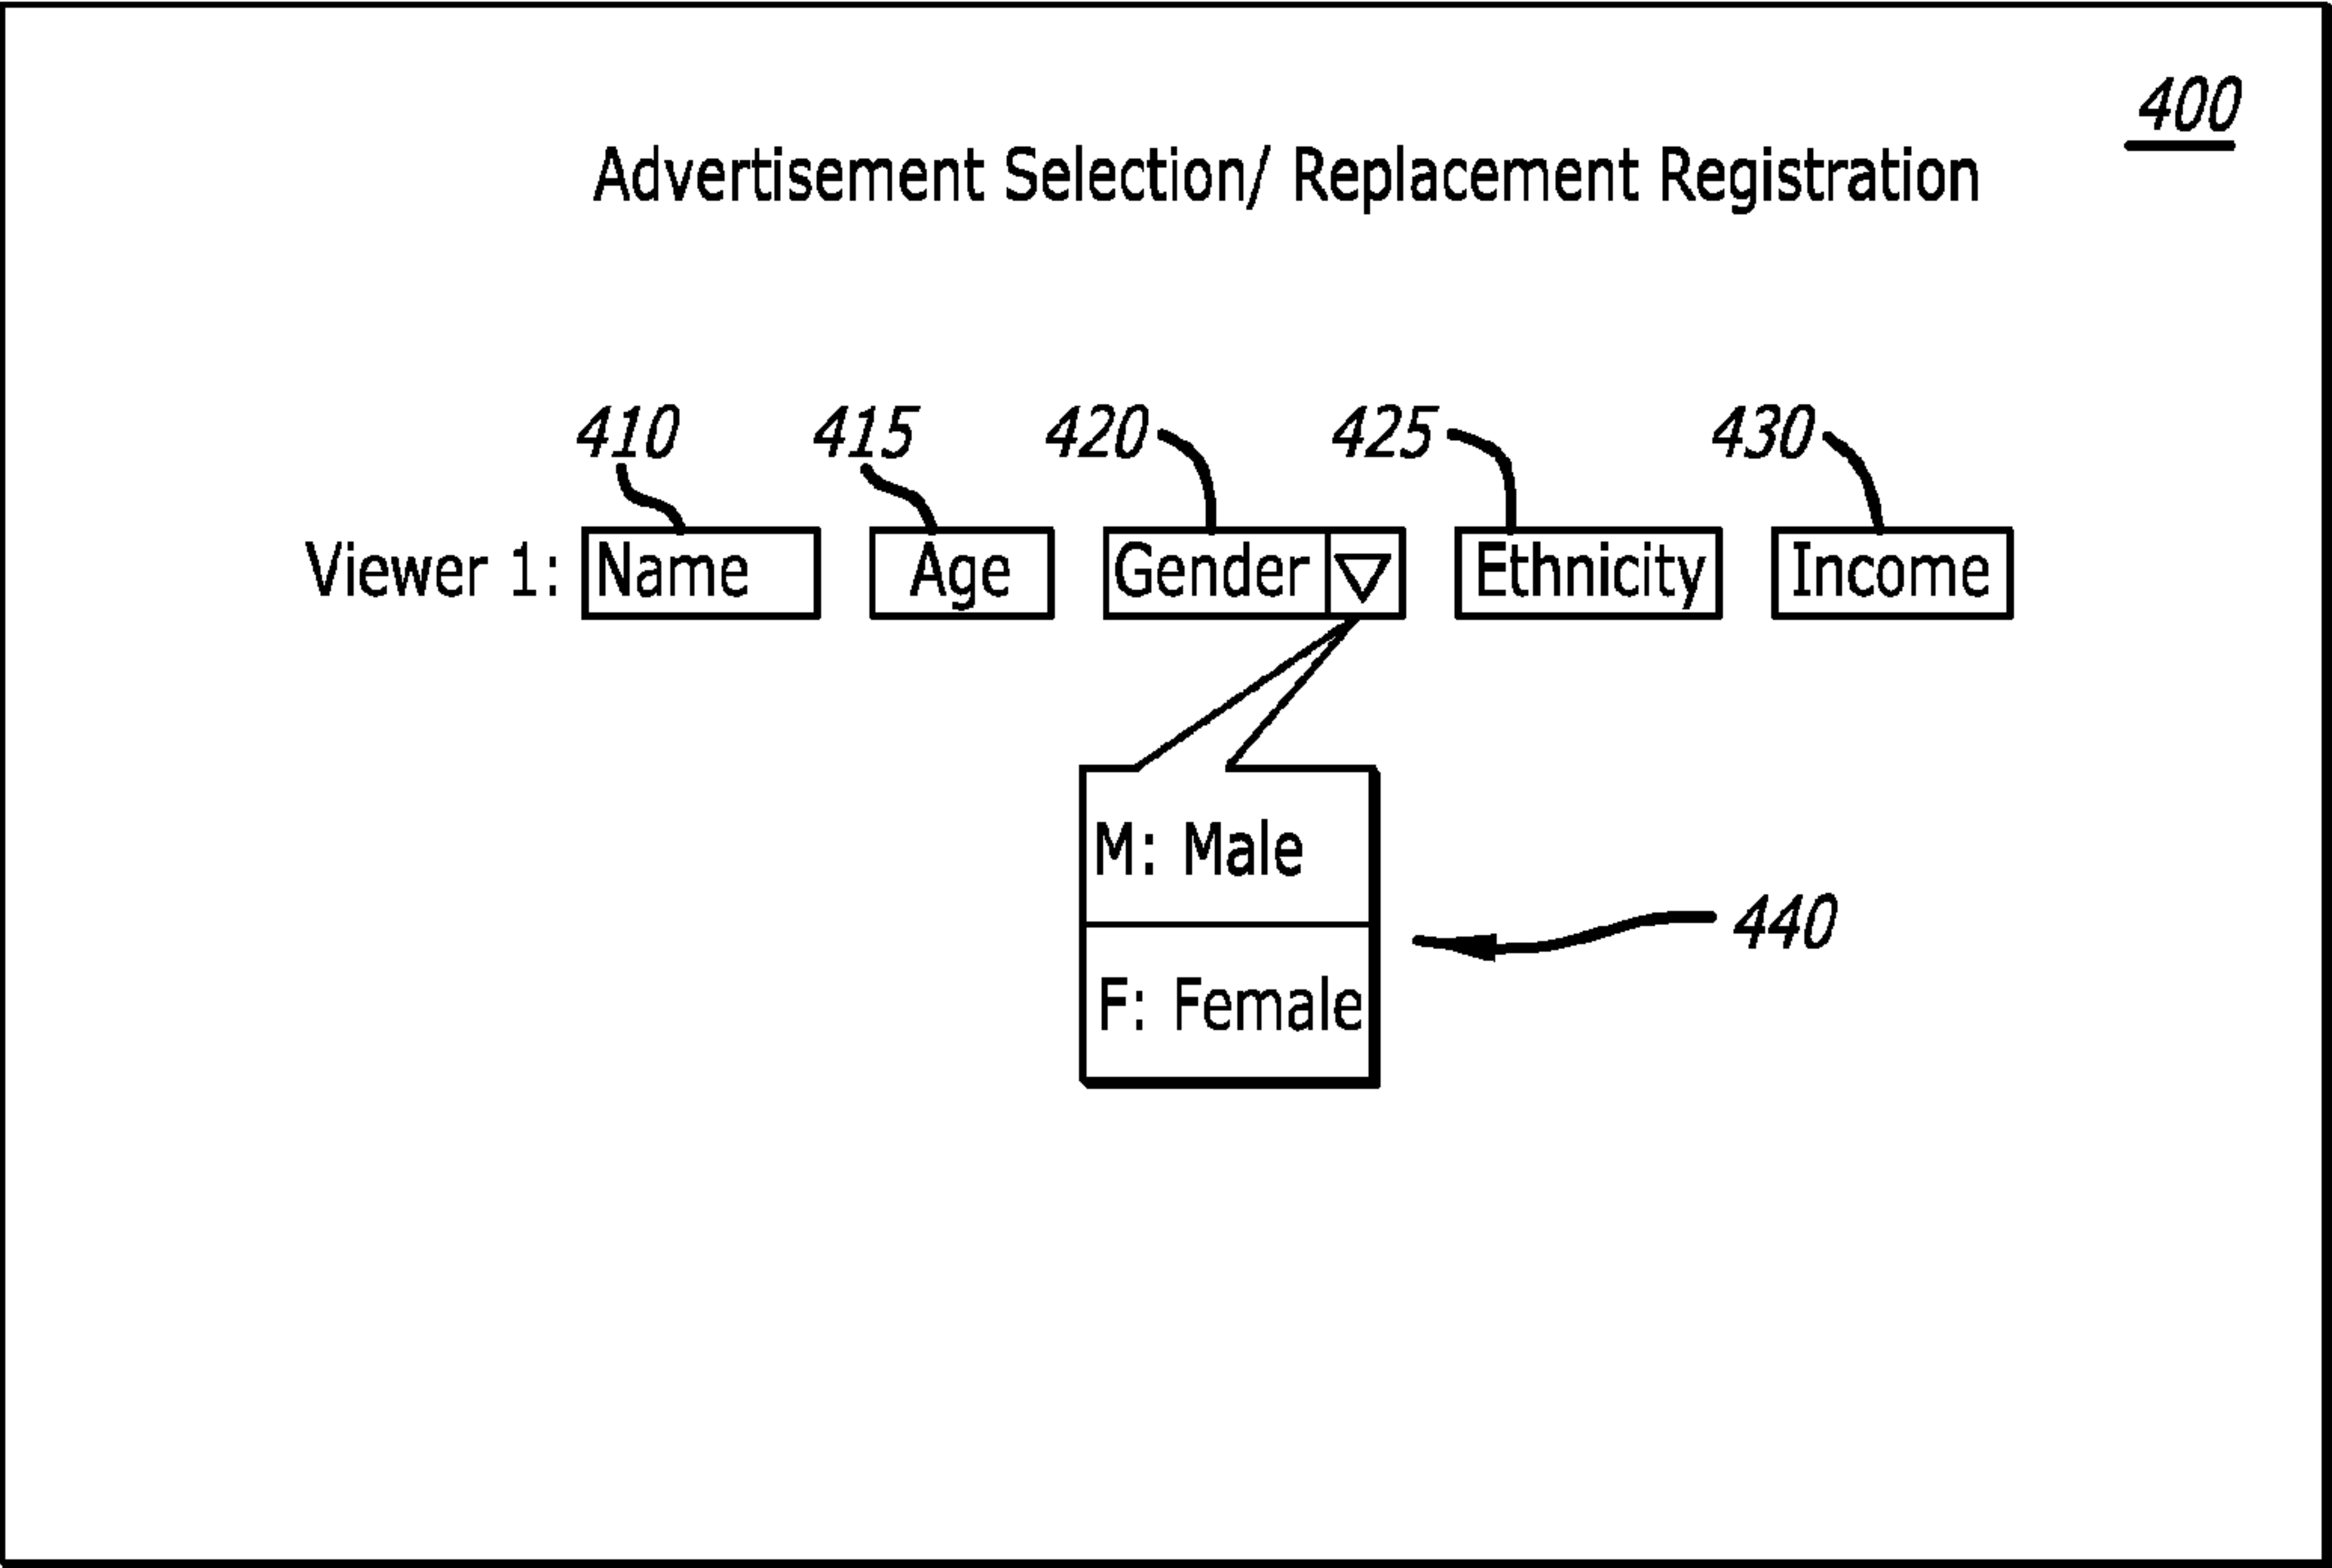 400
Advertisement Selection/ Replacement Registration
410 415 420 425 430
Viewer 1: Name Age Gender Ethnicity Income
M: Male
440
F: Female